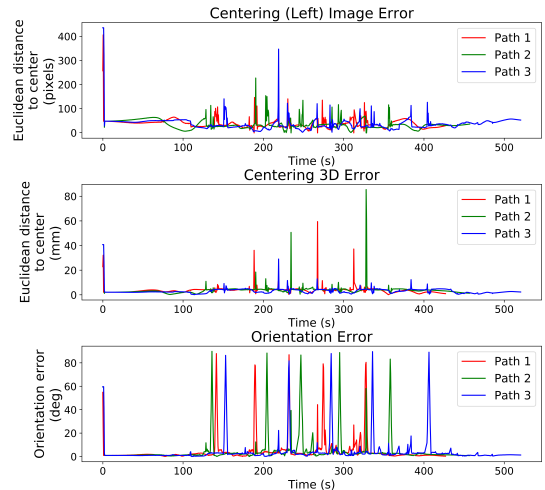 Centering (Left) Image Error
Euclidean distance
to center
(pixels)
400
300
200
100
0
Path 1
Path 2
Path 3
0 100 200 300 400 500
Time (s)
Centering 3D Error
Euclidean distance
to center
(mm)
80
60
40
20
0
Path 1
Path 2
Path 3
0 100 200 300 400 500
Time (s)
Orientation Error
Orientation error
(deg)
80
60
40
20
0
Path 1
Path 2
Path 3
0 100 200 300 400 500
Time (s)